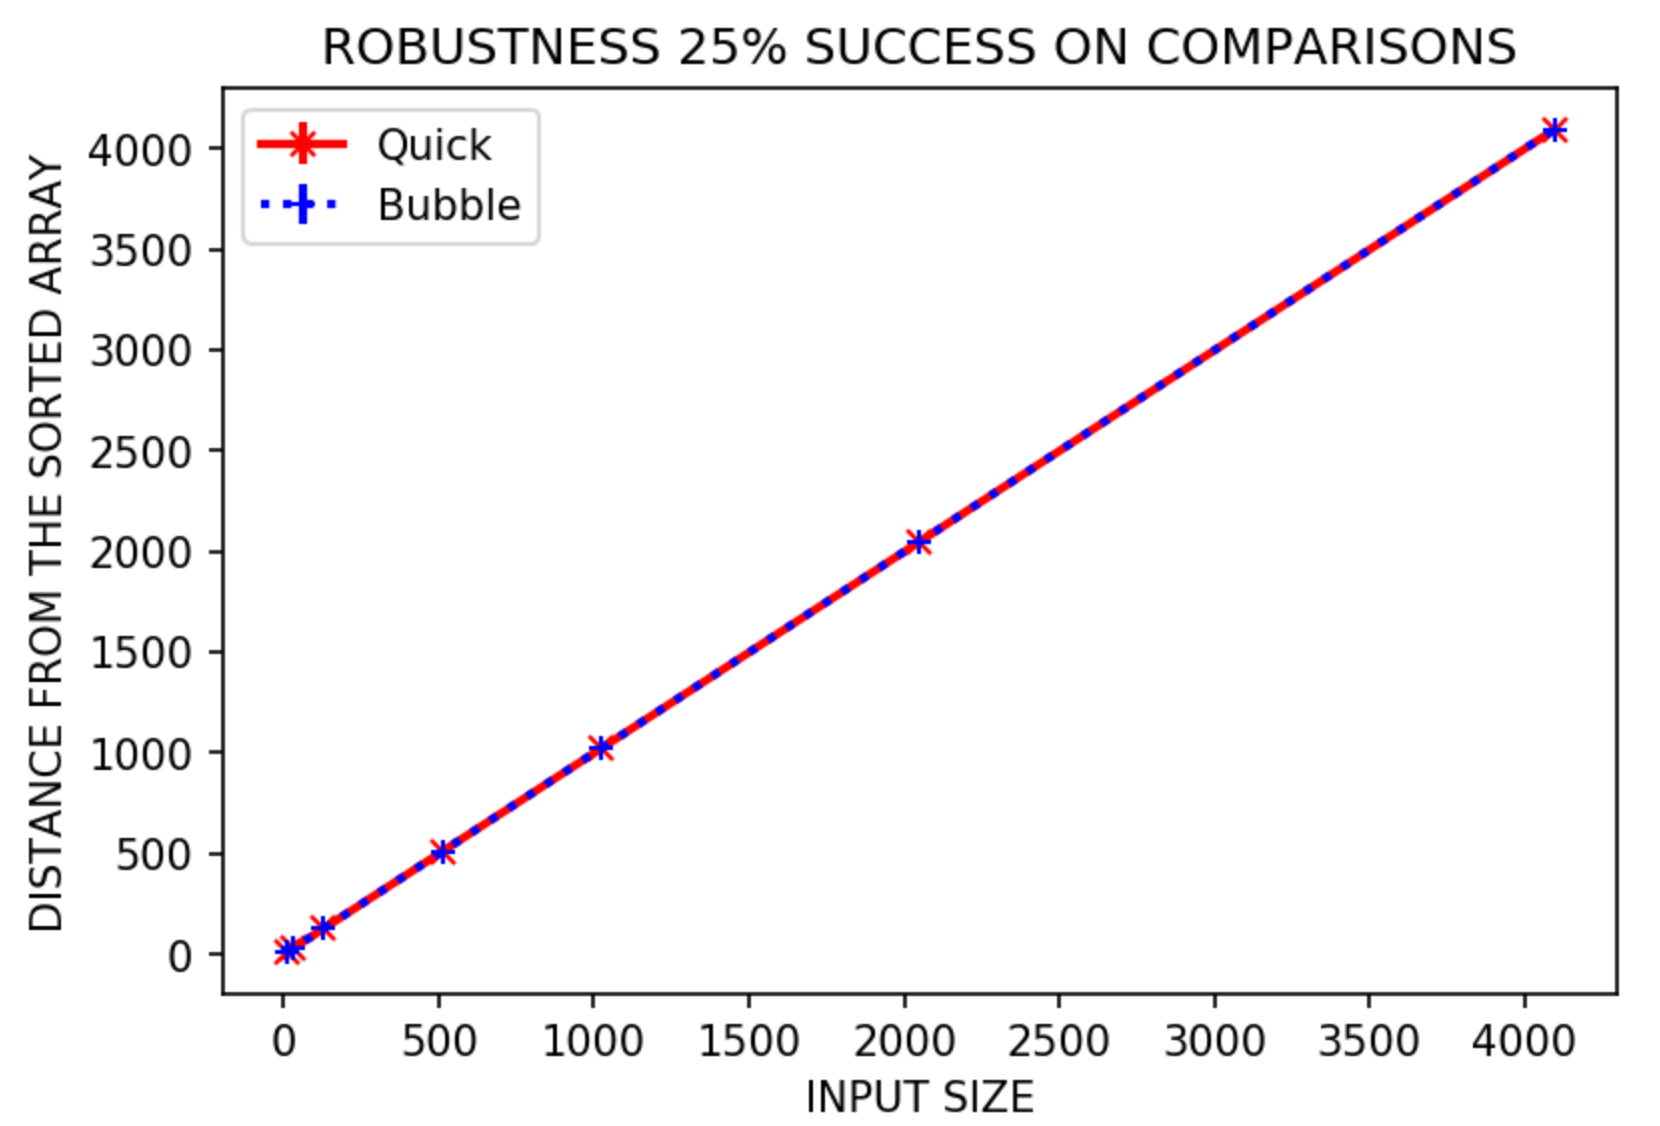 ROBUSTNESS 25% SUCCESS ON COMPARISONS
Quick
Bubble
DISTANCE FROM THE SORTED ARRAY
4000
3500
3000
2500
2000
1500
1000
500
0
0 500 1000 1500 2000 2500 3000 3500 4000
INPUT SIZE